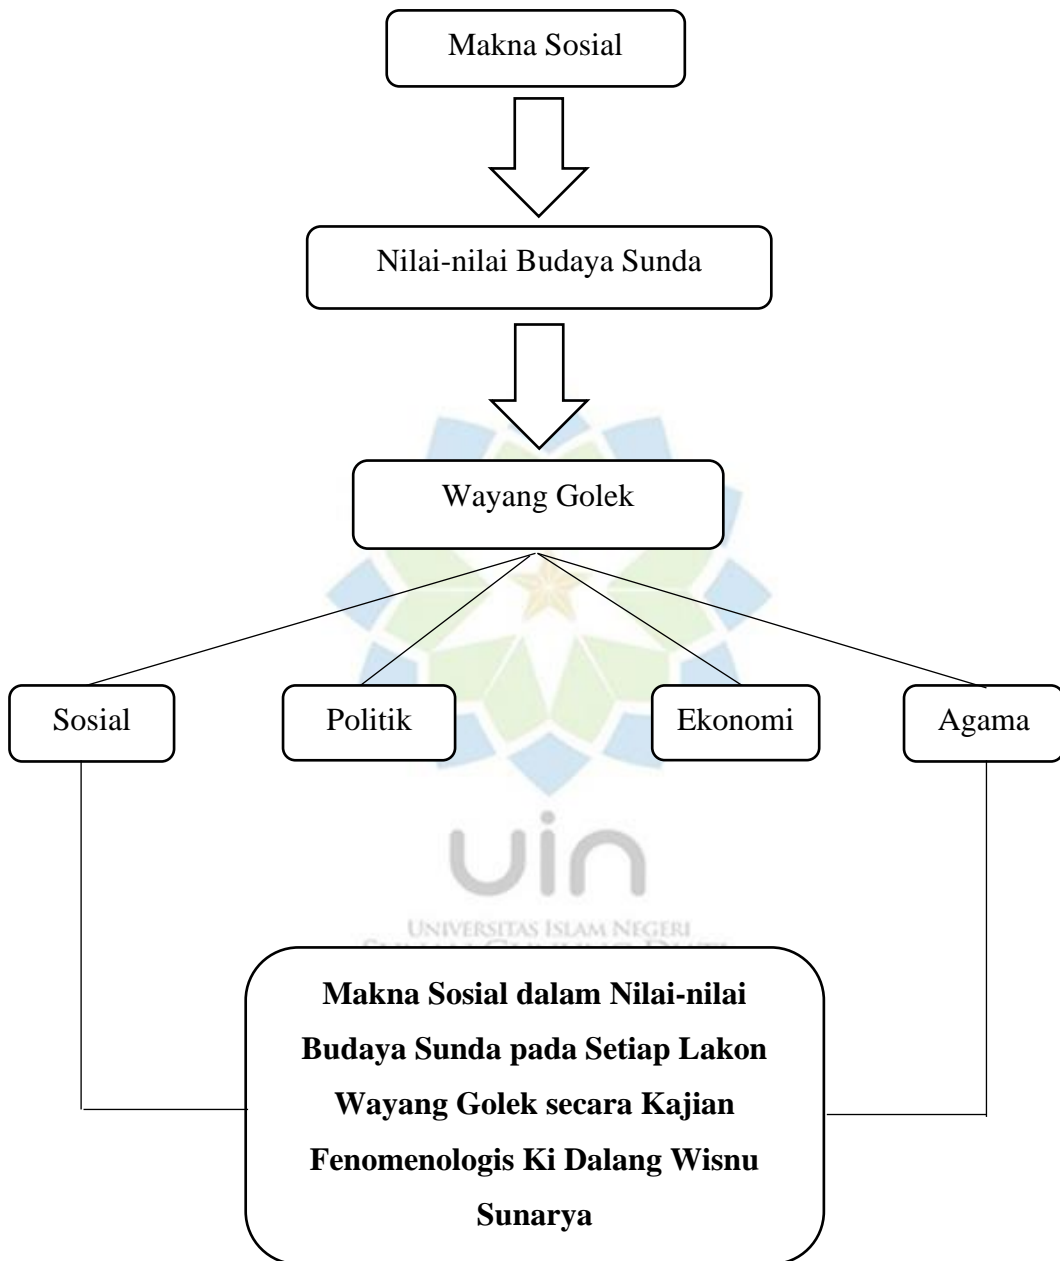 Makna Sosial
Nilai-nilai Budaya Sunda
Wayang Golek
Sosial
Politik
Ekonomi
Agama
uin
UNIVERSITAS ISLAM NEGERI
Makna Sosial dalam Nilai-nilai
Budaya Sunda pada Setiap Lakon
Wayang Golek secara Kajian
Fenomenologis Ki Dalang Wisnu
Sunarya